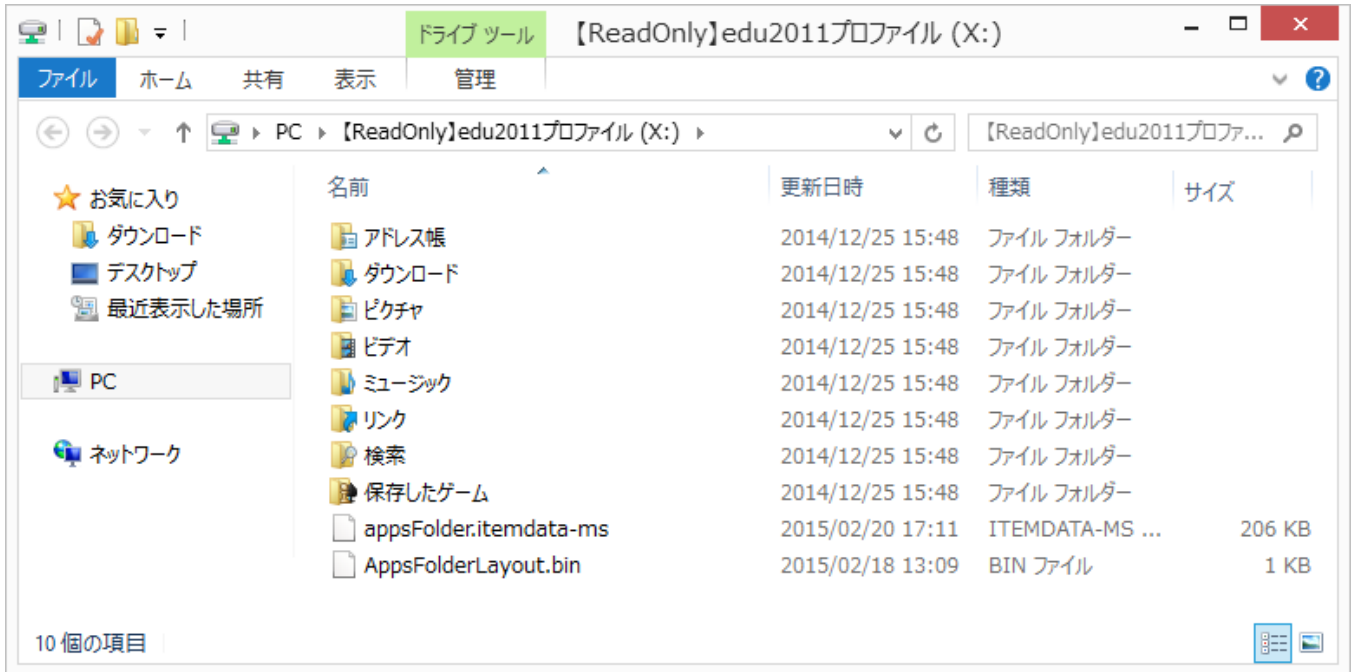 ドライブ ツール 【ReadOnly】edu2011プロファイル (X:)
ファイル ホーム 共有 表示 管理
PC 【ReadOnly】edu2011プロファイル (X:) 【ReadOnly】edu2011プロファ...
名前 更新日時 種類 サイズ
お気に入り
ダウンロード
デスクトップ
最近表示した場所
PC
ネットワーク
アドレス帳 2014/12/25 15:48 ファイル フォルダー
ダウンロード 2014/12/25 15:48 ファイル フォルダー
ピクチャ 2014/12/25 15:48 ファイル フォルダー
ビデオ 2014/12/25 15:48 ファイル フォルダー
ミュージック 2014/12/25 15:48 ファイル フォルダー
リンク 2014/12/25 15:48 ファイル フォルダー
検索 2014/12/25 15:48 ファイル フォルダー
保存したゲーム 2014/12/25 15:48 ファイル フォルダー
appsFolder.itemdata-ms 2015/02/20 17:11 ITEMDATA-MS ... 206 KB
AppsFolderLayout.bin 2015/02/18 13:09 BIN ファイル 1 KB
10 個の項目